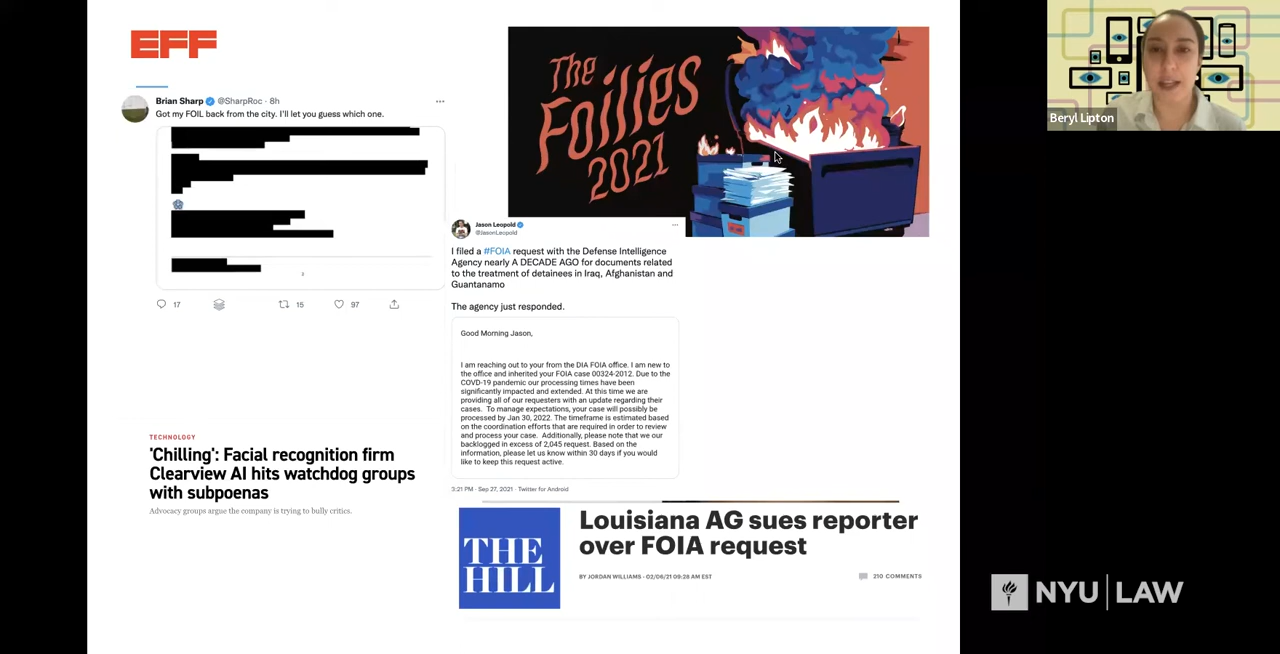 EFF
The Foilies 2021
Brian Sharp @SharpRoc · 8h
Got my FOIL back from the city. I'll let you guess which one.
17
15
97
Jason Leopold
@JasonLeopold
I filed a #FOIA request with the Defense Intelligence
Agency nearly A DECADE AGO for documents related
to the treatment of detainees in Iraq, Afghanistan and
Guantanamo
The agency just responded.
Good Morning Jason,
I am reaching out to your from the DIA FOIA office. I am new to
the office and inherited your FOIA case 00324-2012. Due to the
COVD-19 pandemic our processing times have been
significantly impacted and extended. At this time we are
providing all of our requesters with an update regarding their
cases. To manage expectations, your case will possibly be
processed by Jan 30, 2022. The timeframe is estimated based
on the coordination efforts that are required in order to review
and process your case. Additionally, please note that we our
backlogged in excess of 2,045 request. Based on the
information, please let us know within 30 days if you would
like to keep this request active.
3:21 PM · Sep 27, 2021 · Twitter for Android
TECHNOLOGY
'Chilling': Facial recognition firm
Clearview AI hits watchdog groups
with subpoenas
Advocacy groups argue the company is trying to bully critics.
THE
HILL
Louisiana AG sues reporter
over FOIA request
BY JORDAN WILLIAMS - 02/06/21 09:28 AM EST
210 COMMENTS
Beryl Lipton
NYU LAW